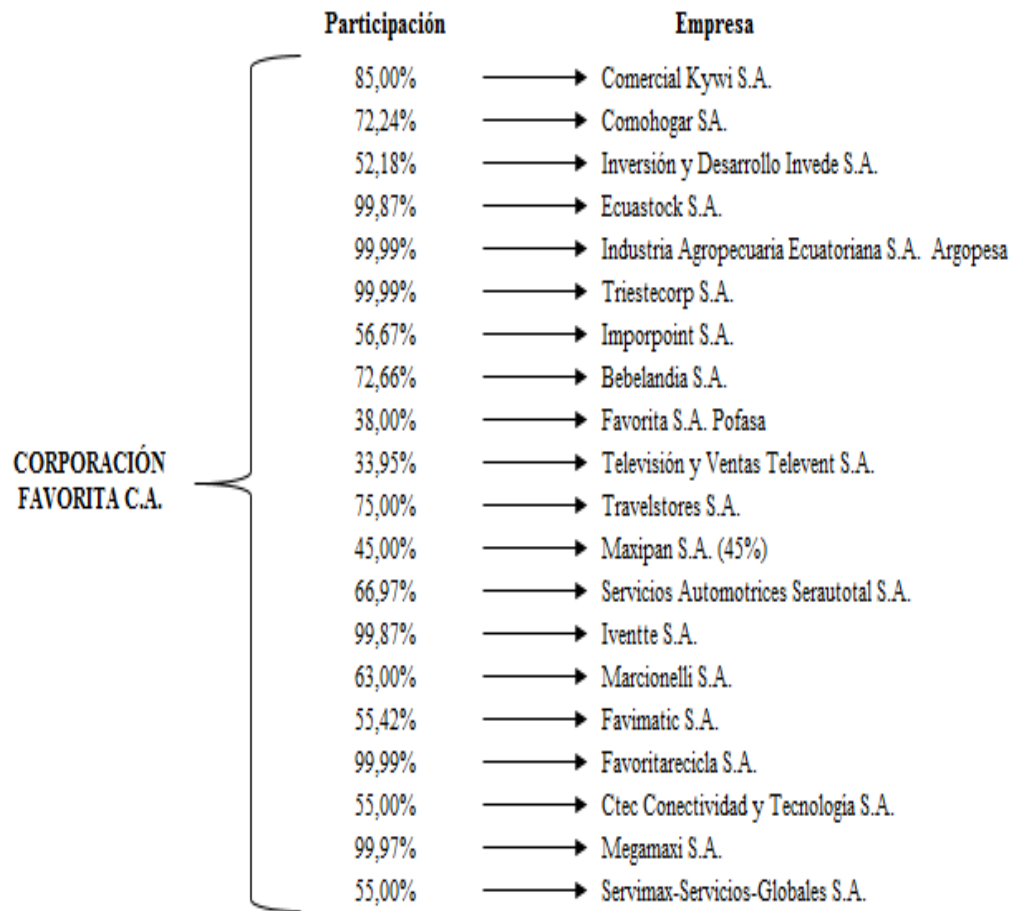 Participación Empresa
85,00% Comercial Kywi S.A.
72,24% Comohogar SA.
52,18% Inversión y Desarrollo Invede S.A.
99,87% Ecuastock S.A.
99,99% Industria Agropecuaria Ecuatoriana S.A. Argopesa
99,99% Triestecorp S.A.
56,67% Imporpoint S.A.
72,66% Bebelandia S.A.
38,00% Favorita S.A. Pofasa
CORPORACIÓN
FAVORITA C.A.
33,95% Televisión y Ventas Televent S.A.
75,00% Travelstores S.A.
45,00% Maxipan S.A. (45%)
66,97% Servicios Automotrices Serautotal S.A.
99,87% Iventte S.A.
63,00% Marcionelli S.A.
55,42% Favimatic S.A.
99,99% Favoritarecicla S.A.
55,00% Ctec Conectividad y Tecnología S.A.
99,97% Megamaxi S.A.
55,00% Servimax-Servicios-Globales S.A.